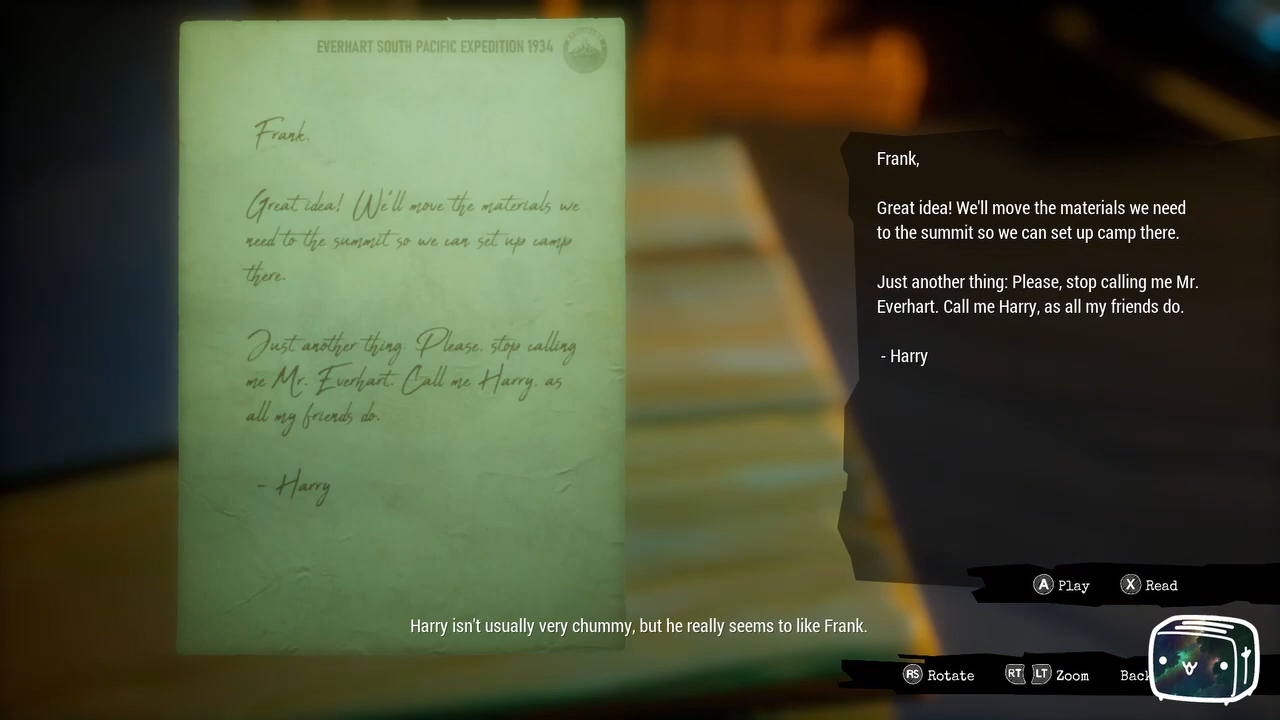 EVERHART SOUTH PACIFIC EXPEDITION 1934
Frank,
Great idea! We'll move the materials we
need to the summit so we can set up camp
there.
Just another thing Please, stop calling
me Mr. Everhart. Call me Harry, as
all my friends do.
- Harry
Frank,
Great idea! We'll move the materials we need
to the summit so we can set up camp there.
Just another thing: Please, stop calling me Mr.
Everhart. Call me Harry, as all my friends do.
- Harry
A Play X Read
Harry isn't usually very chummy, but he really seems to like Frank.
RS Rotate RT LT Zoom Back